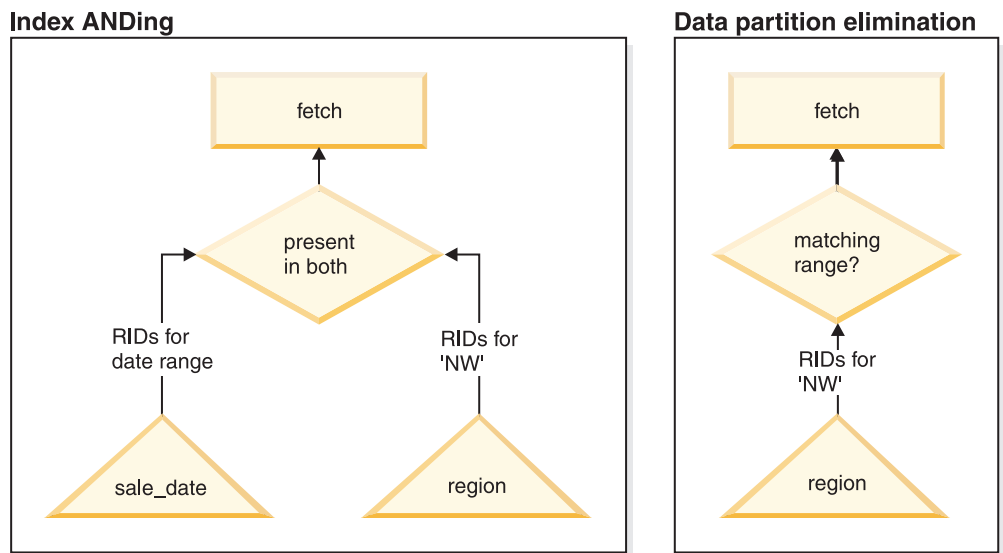 Index ANDing
fetch
present
in both
RIDs for
date range
RIDs for
'NW'
sale_date
region
Data partition elimination
fetch
matching
range?
RIDs for
'NW'
region